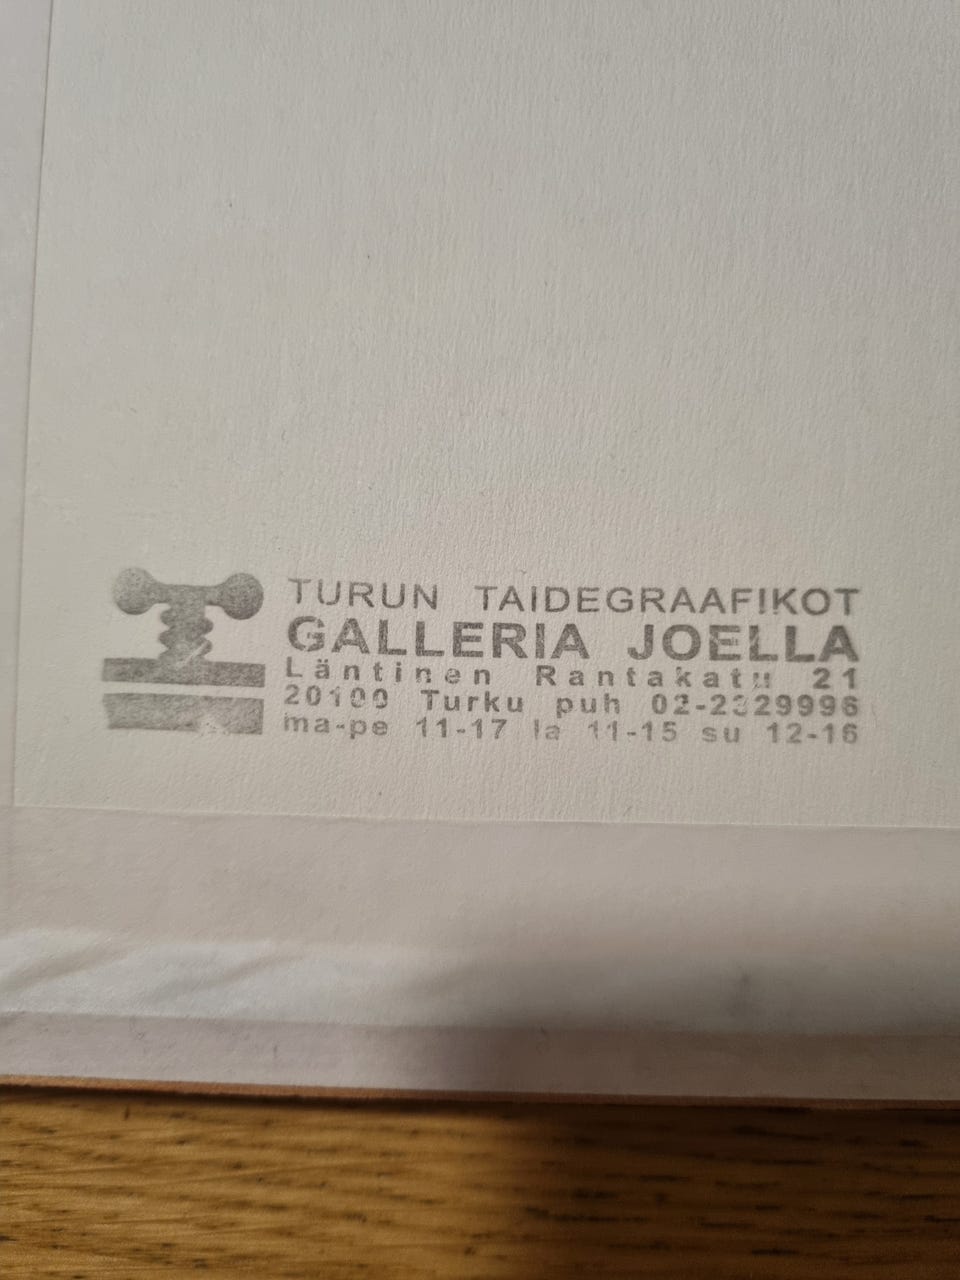 TURUN TAIDEGRAAFIKOT
GALLERIA JOELLA
Läntinen Rantakatu 21
20100 Turku puh 02-2329996
ma-pe 11-17 la 11-15 su 12-16